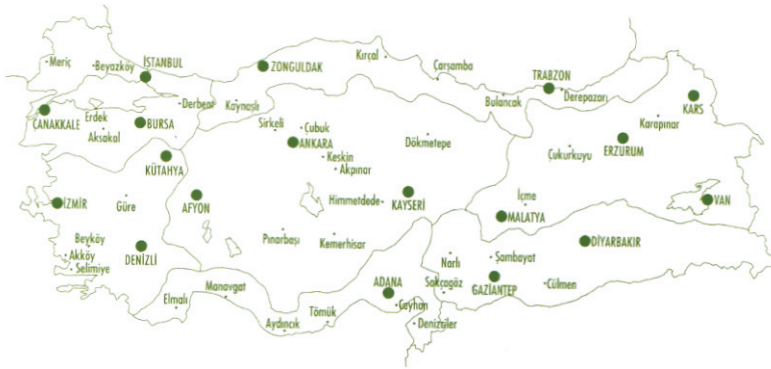 Meriç
Beyazköy
İSTANBUL
ZONGULDAK
Kırçal
Çarşamba
TRABZON
Derepazarı
Bulancak
KARS
ÇANAKKALE
Erdek
Aksakal
BURSA
Derbent
Kaynaşlı
Sirkeli
Çubuk
ANKARA
Keskin
Akpınar
Dökmetepe
Çukurkuyu
ERZURUM
Karapınar
KÜTAHYA
İZMİR
Güre
AFYON
Himmetdede
KAYSERİ
İçme
MALATYA
VAN
Beyköy
Akköy
Selimiye
DENİZLİ
Pınarbaşı
Kemerhisar
Narlı
Şambayat
DİYARBAKIR
Elmalı
Manavgat
Aydıncık
Tömük
ADANA
Ceyhan
Sakçagöz
GAZİANTEP
Cülmen
Denizciler